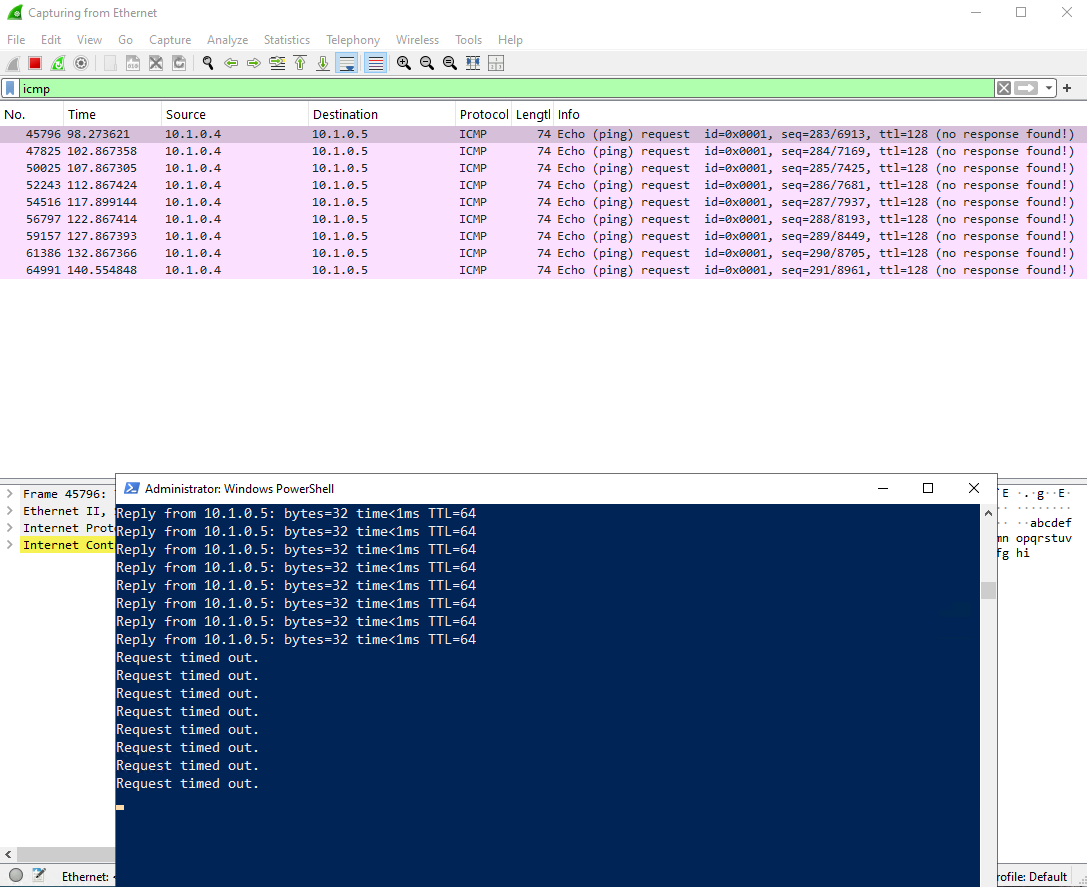 Capturing from Ethernet
File Edit View Go Capture Analyze Statistics Telephony Wireless Tools Help
icmp
No. Time Source Destination Protocol Lengtl Info
45796 98.273621 10.1.0.4 10.1.0.5 ICMP 74 Echo (ping) request id=0x0001, seq=283/6913, ttl=128 (no response found!)
47825 102.867358 10.1.0.4 10.1.0.5 ICMP 74 Echo (ping) request id=0x0001, seq=284/7169, ttl=128 (no response found!)
50025 107.867305 10.1.0.4 10.1.0.5 ICMP 74 Echo (ping) request id=0x0001, seq=285/7425, ttl=128 (no response found!)
52243 112.867424 10.1.0.4 10.1.0.5 ICMP 74 Echo (ping) request id=0x0001, seq=286/7681, ttl=128 (no response found!)
54516 117.899144 10.1.0.4 10.1.0.5 ICMP 74 Echo (ping) request id=0x0001, seq=287/7937, ttl=128 (no response found!)
56797 122.867414 10.1.0.4 10.1.0.5 ICMP 74 Echo (ping) request id=0x0001, seq=288/8193, ttl=128 (no response found!)
59157 127.867393 10.1.0.4 10.1.0.5 ICMP 74 Echo (ping) request id=0x0001, seq=289/8449, ttl=128 (no response found!)
61386 132.867366 10.1.0.4 10.1.0.5 ICMP 74 Echo (ping) request id=0x0001, seq=290/8705, ttl=128 (no response found!)
64991 140.554848 10.1.0.4 10.1.0.5 ICMP 74 Echo (ping) request id=0x0001, seq=291/8961, ttl=128 (no response found!)
Frame 45796:
Ethernet II,
Internet Prot
Internet Cont
E ·.g··E·
········
··abcdef
mn opqrstuv
fg hi
Administrator: Windows PowerShell
Reply from 10.1.0.5: bytes=32 time<1ms TTL=64
Reply from 10.1.0.5: bytes=32 time<1ms TTL=64
Reply from 10.1.0.5: bytes=32 time<1ms TTL=64
Reply from 10.1.0.5: bytes=32 time<1ms TTL=64
Reply from 10.1.0.5: bytes=32 time<1ms TTL=64
Reply from 10.1.0.5: bytes=32 time<1ms TTL=64
Reply from 10.1.0.5: bytes=32 time<1ms TTL=64
Reply from 10.1.0.5: bytes=32 time<1ms TTL=64
Request timed out.
Request timed out.
Request timed out.
Request timed out.
Request timed out.
Request timed out.
Request timed out.
Request timed out.
Ethernet:
rofile: Default